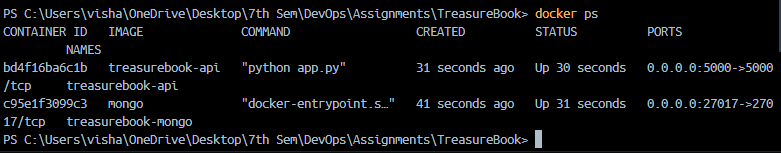 PS C:\Users\visha\OneDrive\Desktop\7th Sem\DevOps\Assignments\TreasureBook> docker ps
CONTAINER ID   IMAGE              COMMAND                  CREATED          STATUS          PORTS
         NAMES
bd4f16ba6c1b   treasurebook-api   "python app.py"          31 seconds ago   Up 30 seconds   0.0.0.0:5000->5000
/tcp     treasurebook-api
c95e1f3099c3   mongo              "docker-entrypoint.s…"   41 seconds ago   Up 31 seconds   0.0.0.0:27017->270
17/tcp   treasurebook-mongo
PS C:\Users\visha\OneDrive\Desktop\7th Sem\DevOps\Assignments\TreasureBook>